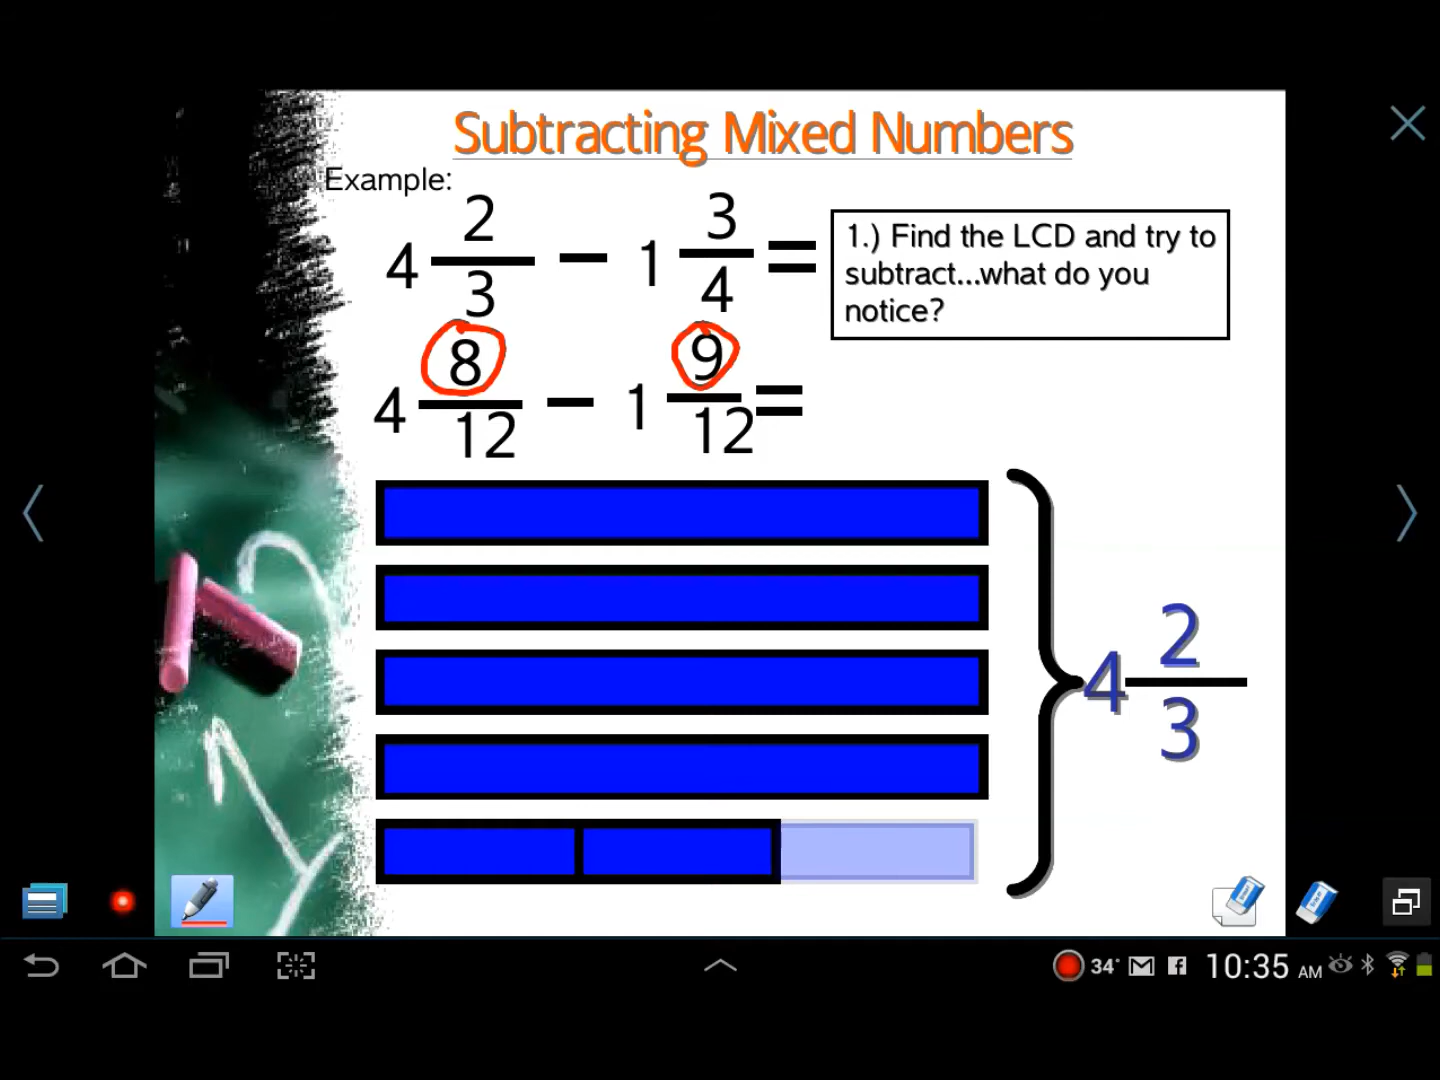 Subtracting Mixed Numbers
Example:
4 2/3 − 1 3/4 =
1.) Find the LCD and try to
subtract...what do you
notice?
4 8/12 − 1 9/12 =
4 2/3
34°
10:35 AM